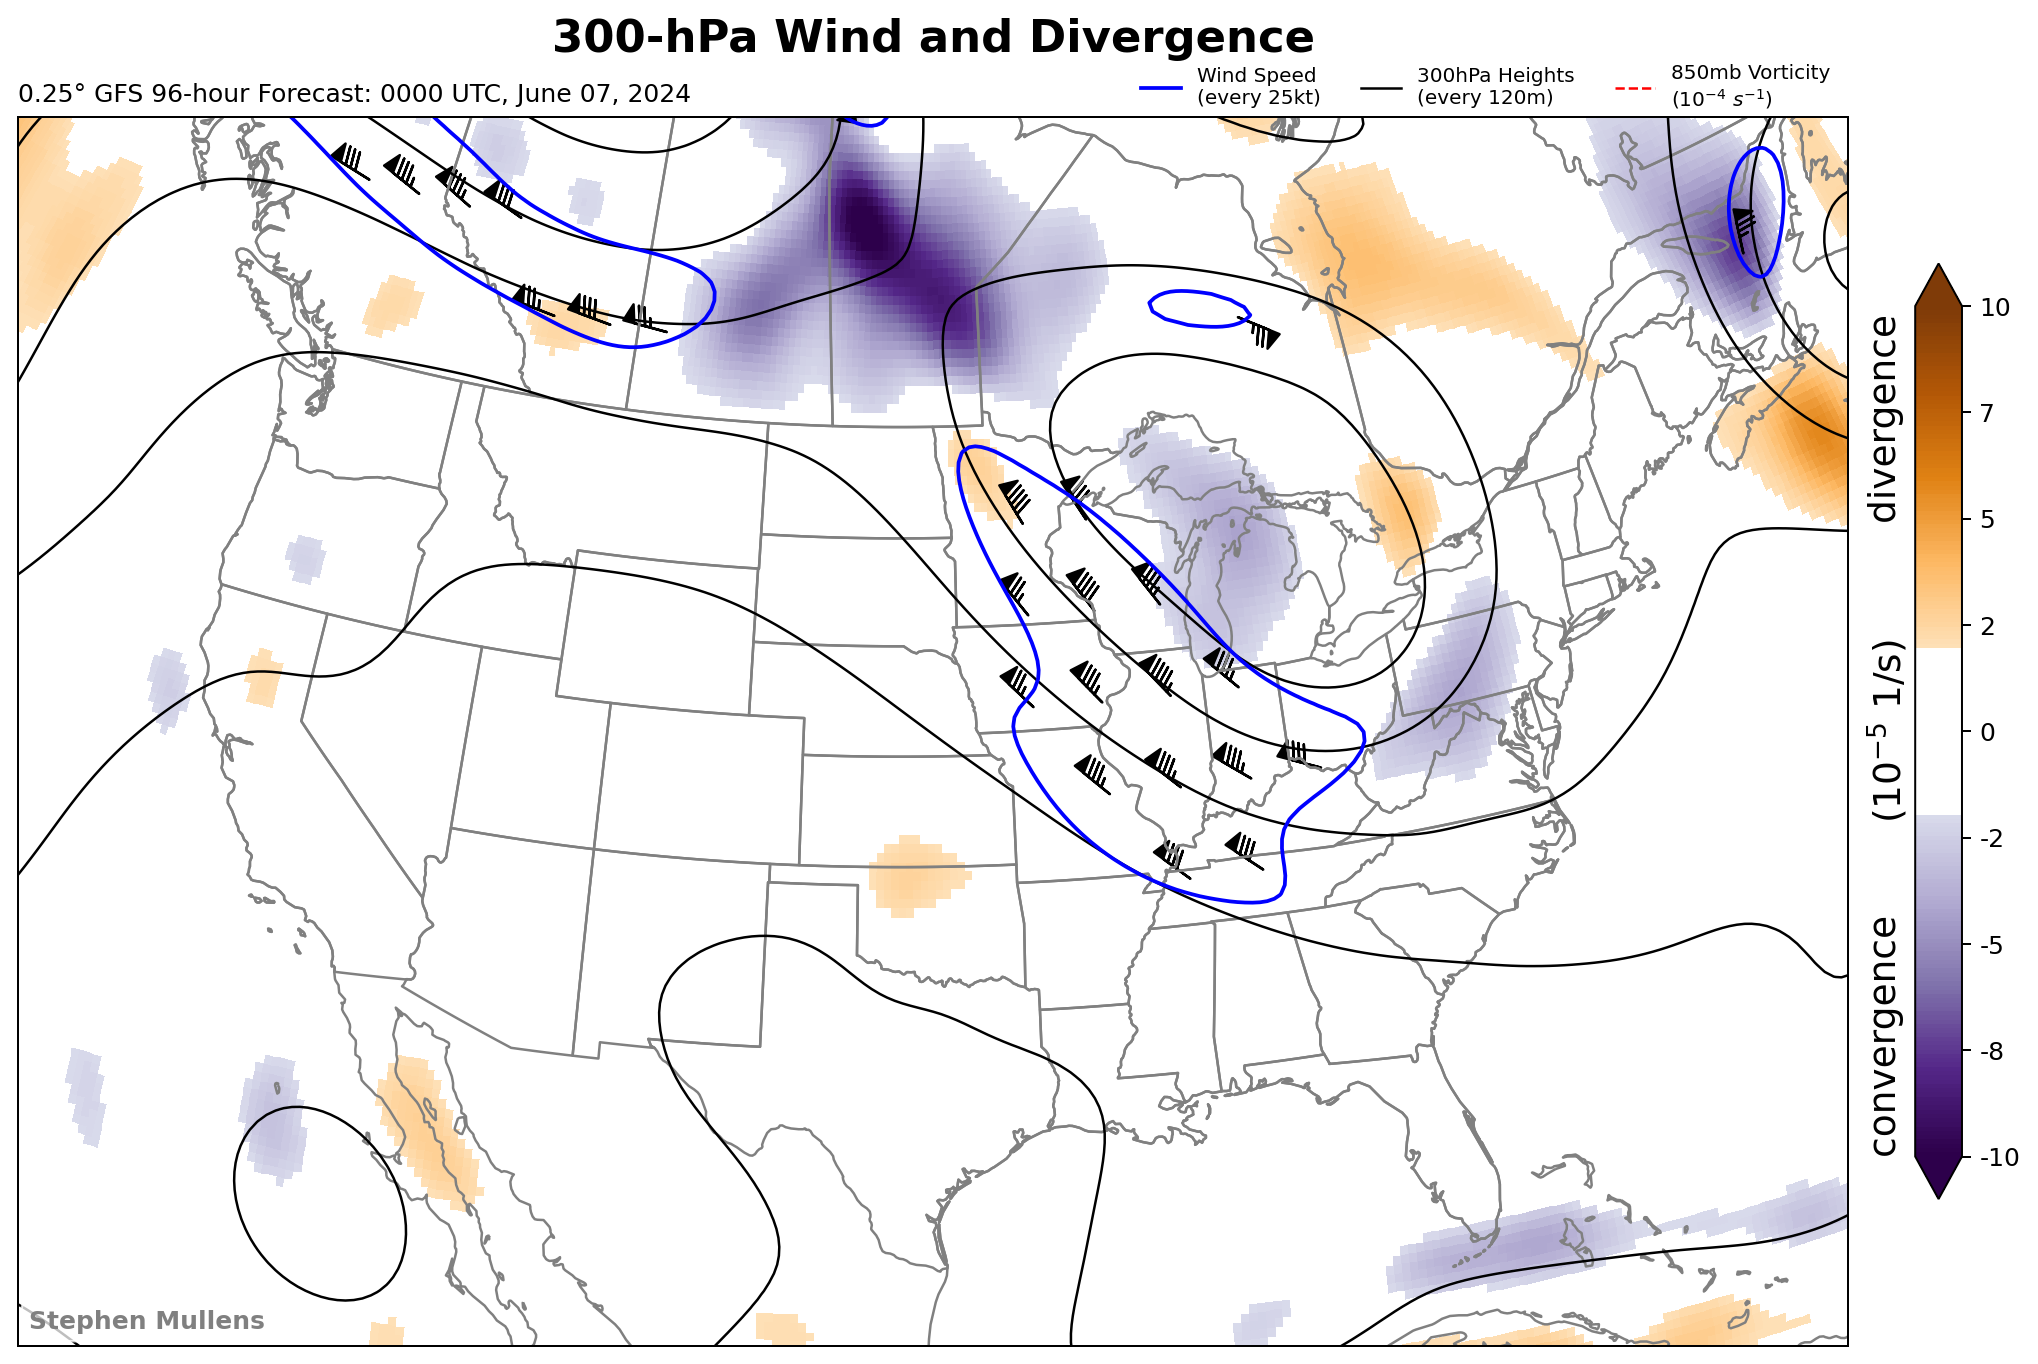 300-hPa Wind and Divergence
0.25° GFS 96-hour Forecast: 0000 UTC, June 07, 2024
Wind Speed
(every 25kt)
300hPa Heights
(every 120m)
850mb Vorticity
(10⁻⁴ s⁻¹)
10
7
5
2
0
-2
-5
-8
-10
convergence (10⁻⁵ 1/s) divergence
Stephen Mullens